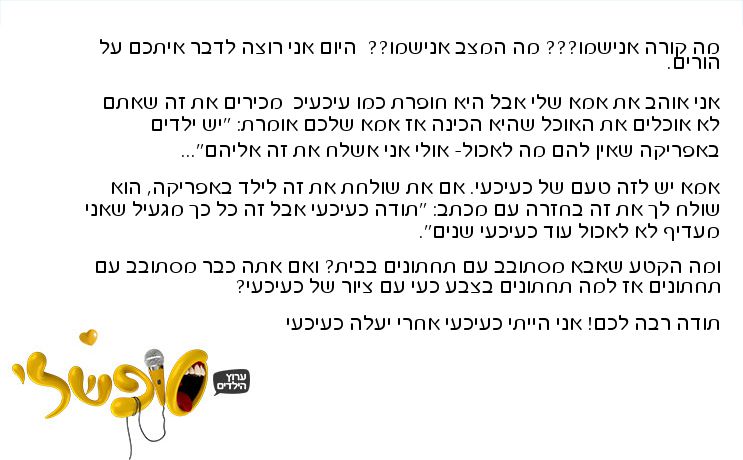 מה קורה אנישמו??? מה המצב אנישמו?? היום אני רוצה לדבר איתכם על
הורים.
אני אוהב את אמא שלי אבל היא חופרת כמו עיכעיכ מכירים את זה שאתם
לא אוכלים את האוכל שהיא הכינה אז אמא שלכם אומרת: "יש ילדים
באפריקה שאין להם מה לאכול- אולי אני אשלח את זה אליהם"...
אמא יש לזה טעם של כעיכעי. אם את שולחת את זה לילד באפריקה, הוא
שולח לך את זה בחזרה עם מכתב: "תודה כעיכעי אבל זה כל כך מגעיל שאני
מעדיף לא לאכול עוד כעיכעי שנים".
ומה הקטע שאבא מסתובב עם תחתונים בבית? ואם אתה כבר מסתובב עם
תחתונים אז למה תחתונים בצבע כעי עם ציור של כעיכעי?
תודה רבה לכם! אני הייתי כעיכעי אחרי יעלה כעיכעי
סופשלי
ערוץ
הילדים